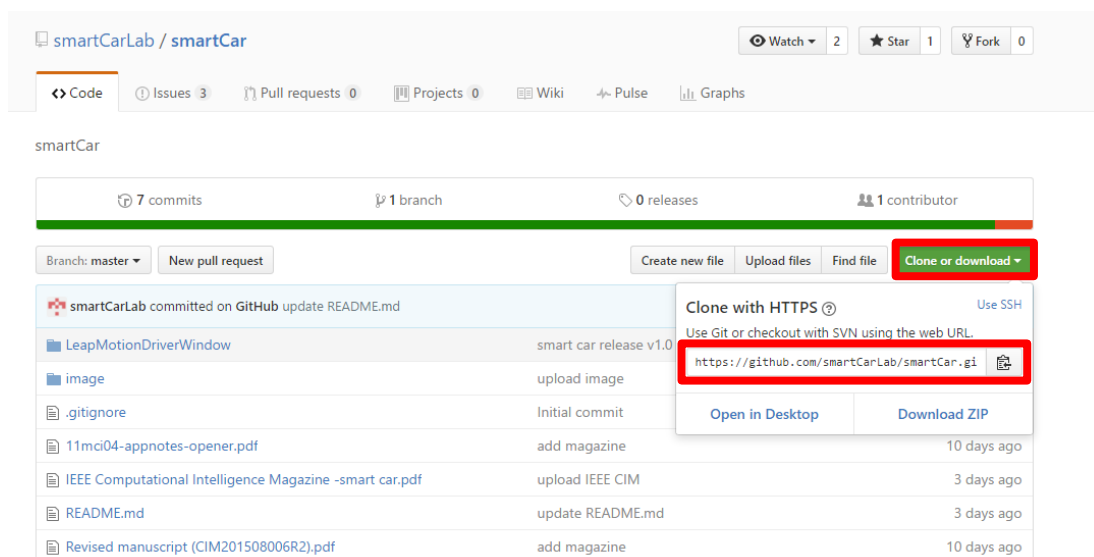 smartCarLab / smartCar
Watch 2 Star 1 Fork 0
Code Issues 3 Pull requests 0 Projects 0 Wiki Pulse Graphs
smartCar
7 commits 1 branch 0 releases 1 contributor
Branch: master New pull request Create new file Upload files Find file Clone or download
smartCarLab committed on GitHub update README.md
Clone with HTTPS Use SSH
Use Git or checkout with SVN using the web URL.
https://github.com/smartCarLab/smartCar.gi
Open in Desktop Download ZIP
LeapMotionDriverWindow smart car release v1.0
image upload image
.gitignore Initial commit
11mci04-appnotes-opener.pdf add magazine 10 days ago
IEEE Computational Intelligence Magazine -smart car.pdf upload IEEE CIM 3 days ago
README.md update README.md 3 days ago
Revised manuscript (CIM201508006R2).pdf add magazine 10 days ago